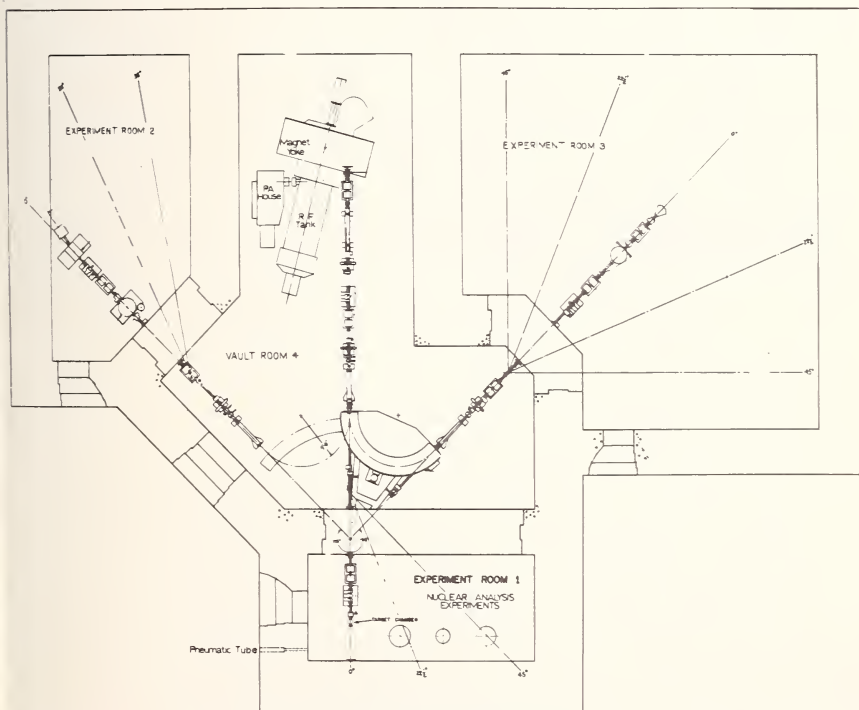 EXPERIMENT ROOM 2
Magnet
Yoke
P.A.
House
R F
Tank
EXPERIMENT ROOM 3
0°
45°
VAULT ROOM 4
EXPERIMENT ROOM 1
NUCLEAR ANALYSIS
EXPERIMENTS
TARGET CHAMBER
Pneumatic Tube
0°
45°